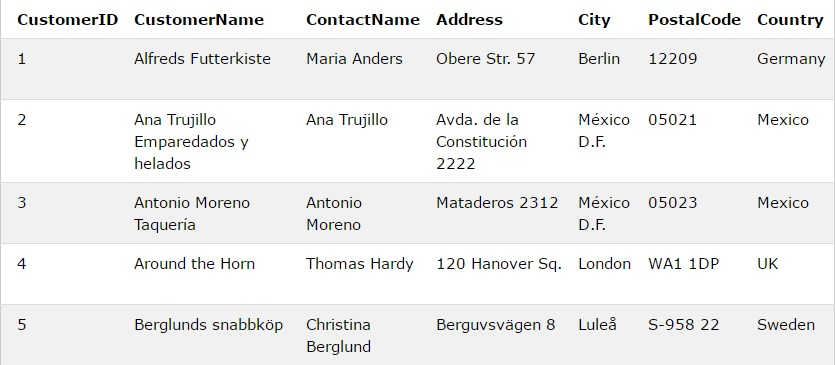 CustomerID CustomerName ContactName Address City PostalCode Country
1 Alfreds Futterkiste Maria Anders Obere Str. 57 Berlin 12209 Germany
2 Ana Trujillo Ana Trujillo Avda. de la México 05021 Mexico
Emparedados y Constitución D.F.
helados 2222
3 Antonio Moreno Antonio Mataderos 2312 México 05023 Mexico
Taquería Moreno D.F.
4 Around the Horn Thomas Hardy 120 Hanover Sq. London WA1 1DP UK
5 Berglunds snabbköp Christina Berguvsvägen 8 Luleå S-958 22 Sweden
Berglund